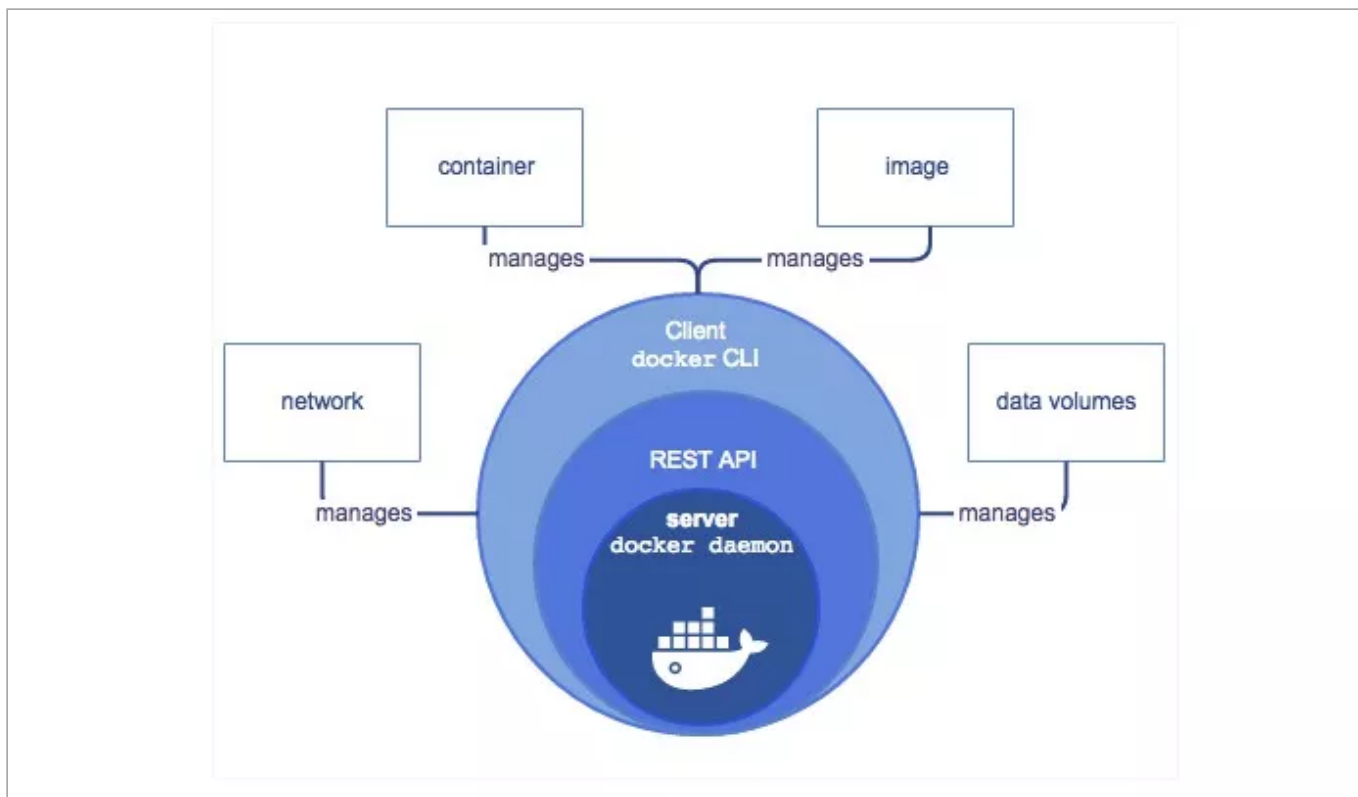 container
image
manages
manages
Client
docker CLI
network
data volumes
REST API
manages
manages
server
docker daemon